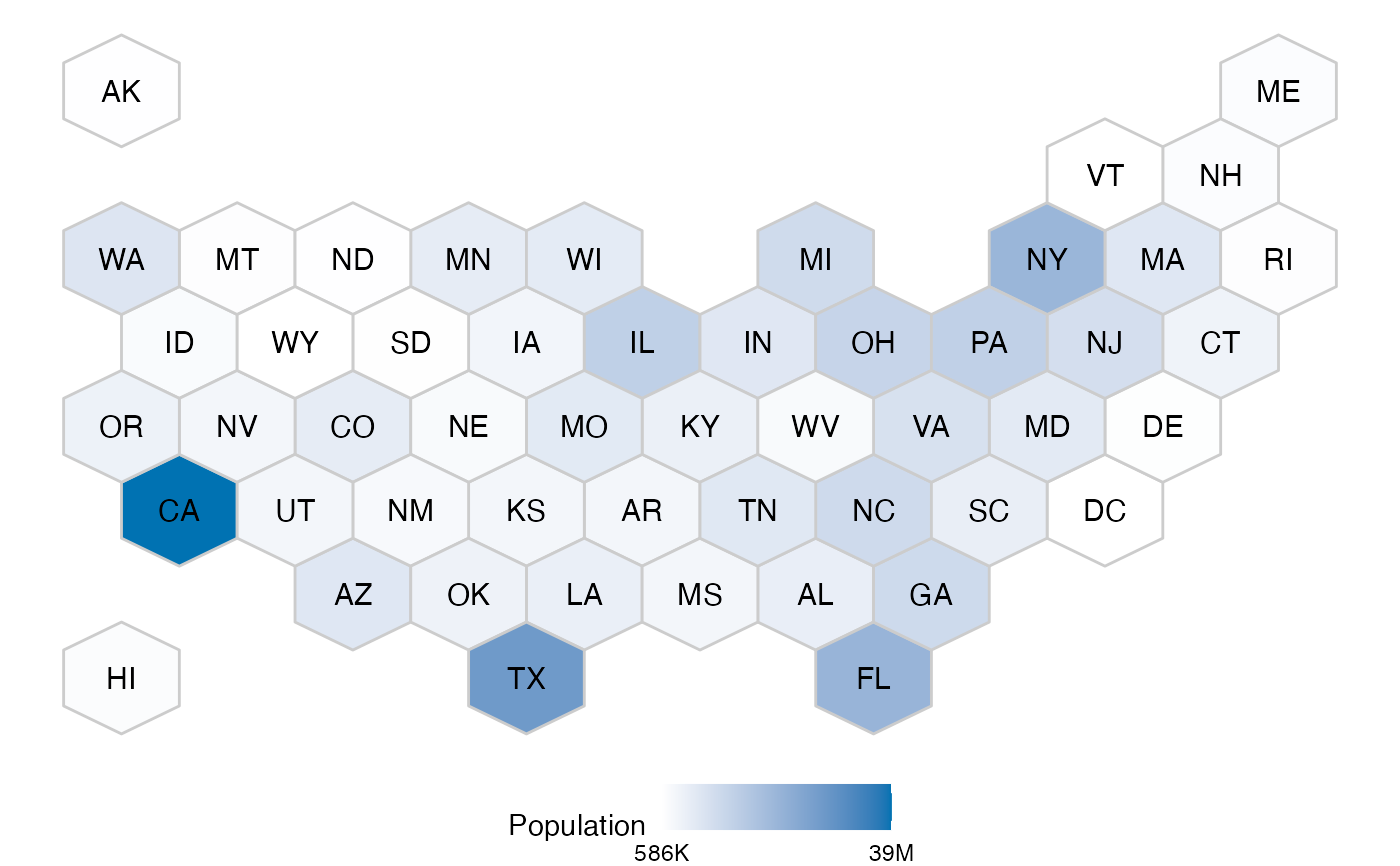 AK ME
VT NH
WA MT ND MN WI MI NY MA RI
ID WY SD IA IL IN OH PA NJ CT
OR NV CO NE MO KY WV VA MD DE
CA UT NM KS AR TN NC SC DC
AZ OK LA MS AL GA
HI TX FL
Population
586K 39M